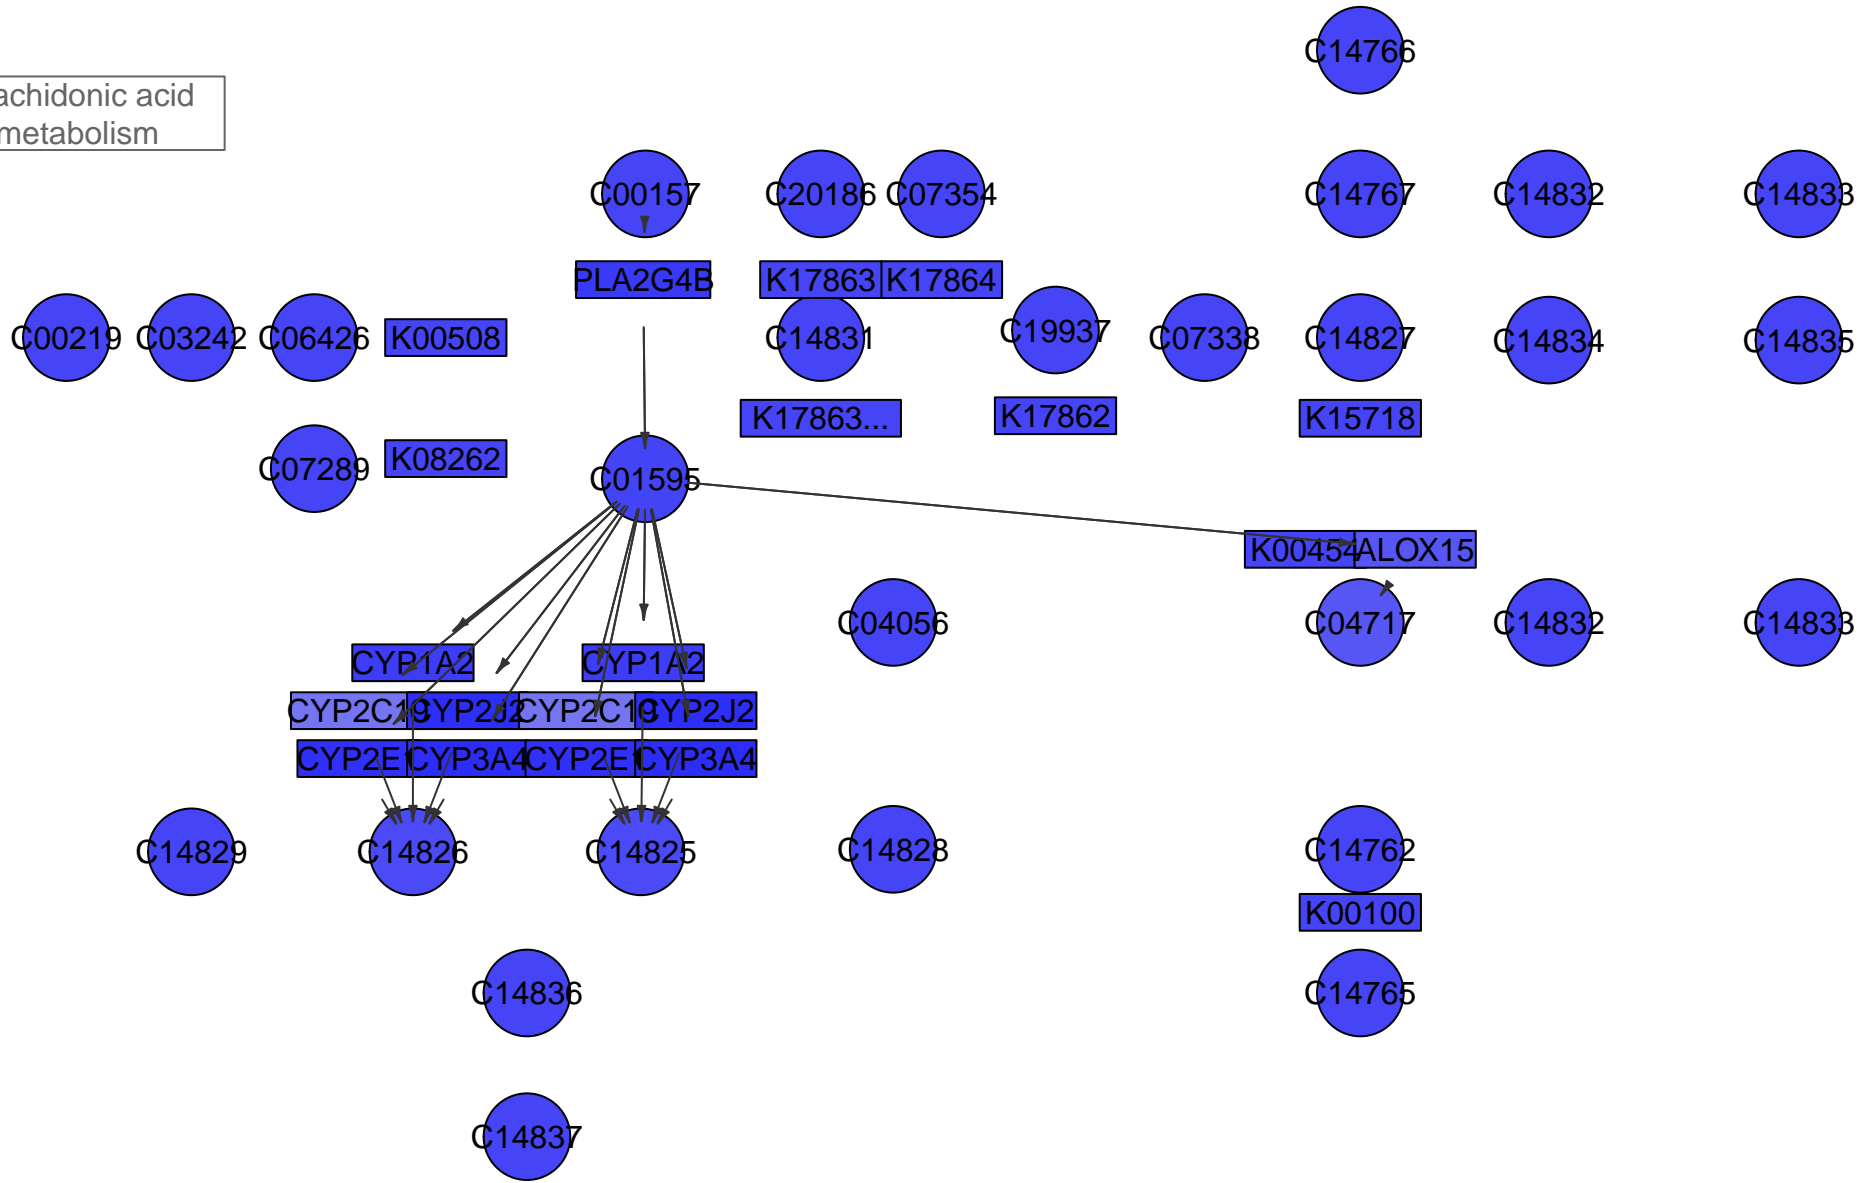 C14766
achidonic acid
metabolism
C00157
C20186
C07354
C14767
C14832
C14833
PLA2G4B
K17863
K17864
C00219
C03242
C06426
K00508
C14831
C19937
C07338
C14827
C14834
C14835
K17863...
K17862
K15718
C07289
K08262
C01595
K00454
ALOX15
C04056
C04717
C14832
C14833
CYP1A2
CYP1A2
CYP2C19
CYP2J2
CYP2C19
CYP2J2
CYP2E1
CYP3A4
CYP2E1
CYP3A4
C14829
C14826
C14825
C14828
C14762
K00100
C14836
C14765
C14837